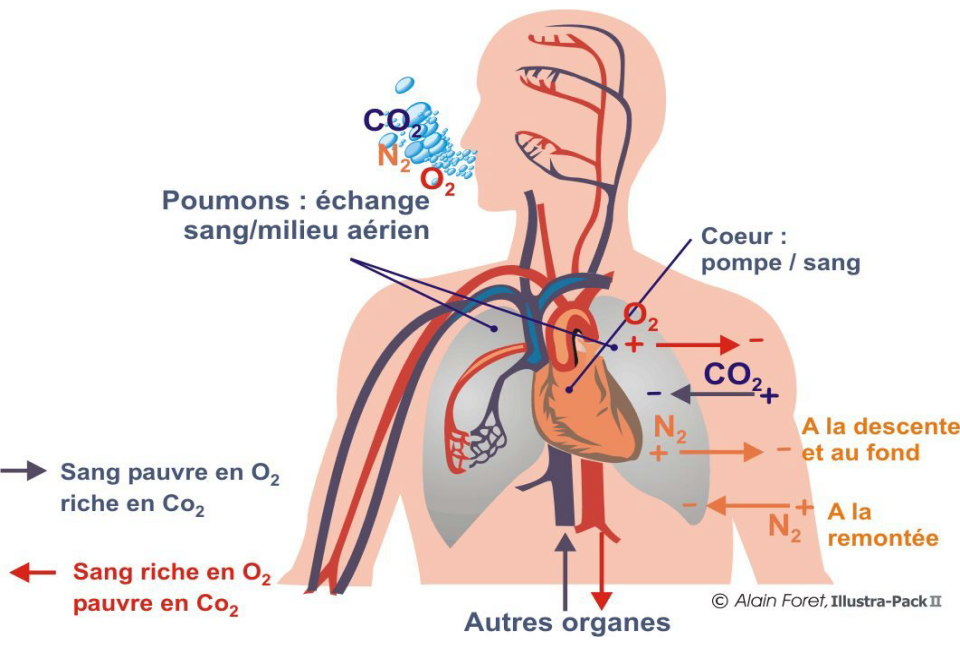 CO2
N2
O2
Poumons : échange
sang/milieu aérien
Coeur :
pompe / sang
O2
+ -
CO2
- +
N2
+ -
A la descente
et au fond
- +
N2
A la
remontée
Sang pauvre en O2
riche en Co2
Sang riche en O2
pauvre en Co2
Autres organes
© Alain Foret, Illustra-Pack II